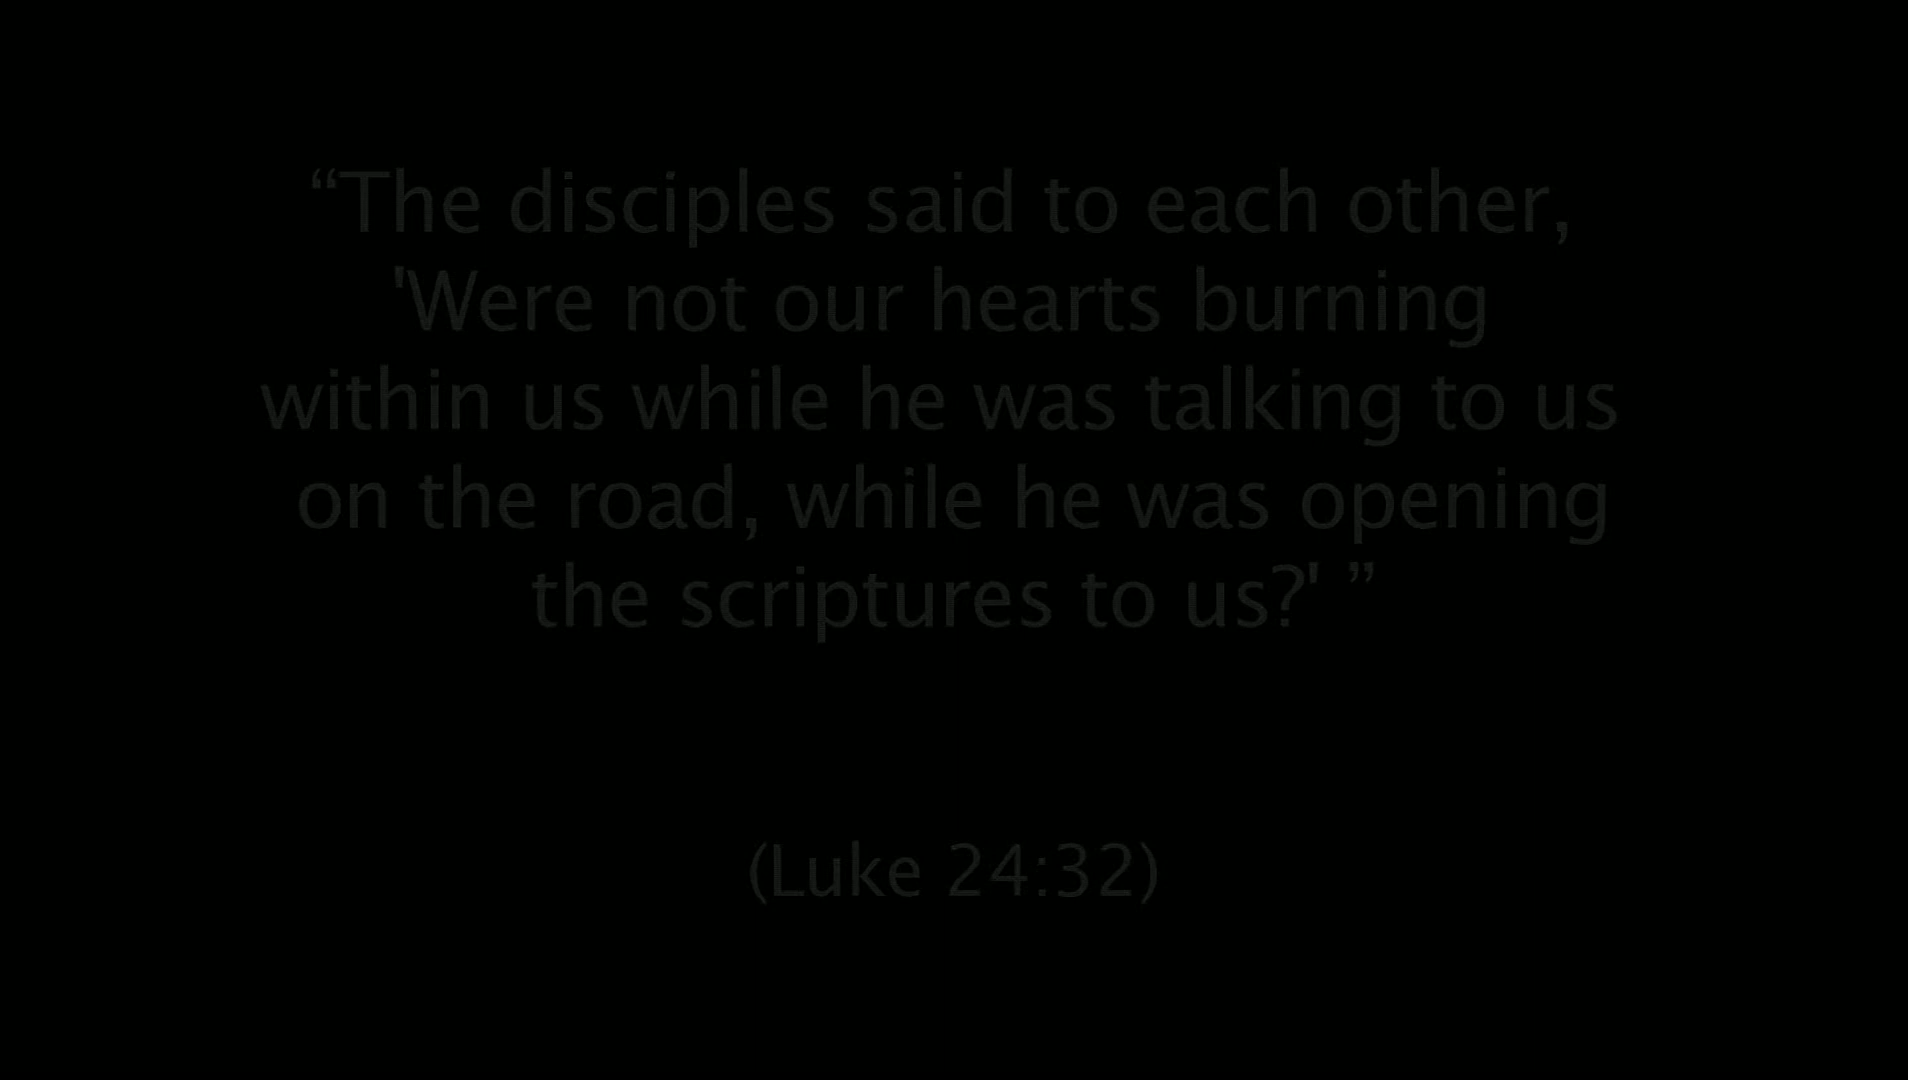 “The disciples said to each other,
'Were not our hearts burning
within us while he was talking to us
on the road, while he was opening
the scriptures to us?' ”
(Luke 24:32)